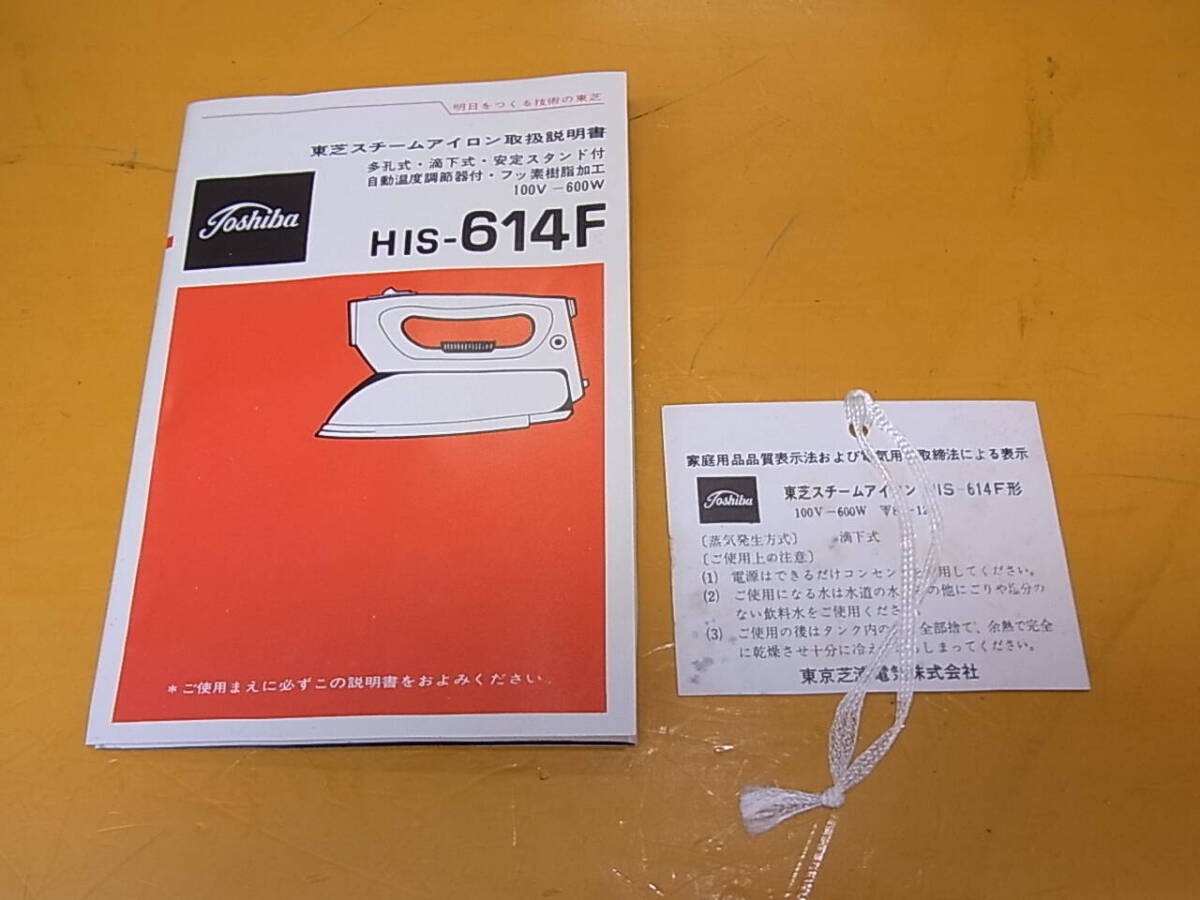 明日をつくる技術の東芝
東芝スチームアイロン取扱説明書
多孔式・滴下式・安定スタンド付
自動温度調節器付・フッ素樹脂加工
100V－600W
Toshiba
HIS-614F
*ご使用まえに必ずこの説明書をおよみください。
家庭用品品質表示法および 気用 取締法による表示
Toshiba
東芝スチームアイロン IS-614F形
100V－600W
〔蒸気発生方式〕 滴下式
〔ご使用上の注意〕
(1) 電源はできるだけコンセン 用してください。
(2) ご使用になる水は水道の水 の他にごりや塩分の
ない飲料水をご使用くださ
(3) ご使用の後はタンク内の 全部捨て、余熱で完全
に乾燥させ十分に冷え しまってください。
東京芝 電 株式会社